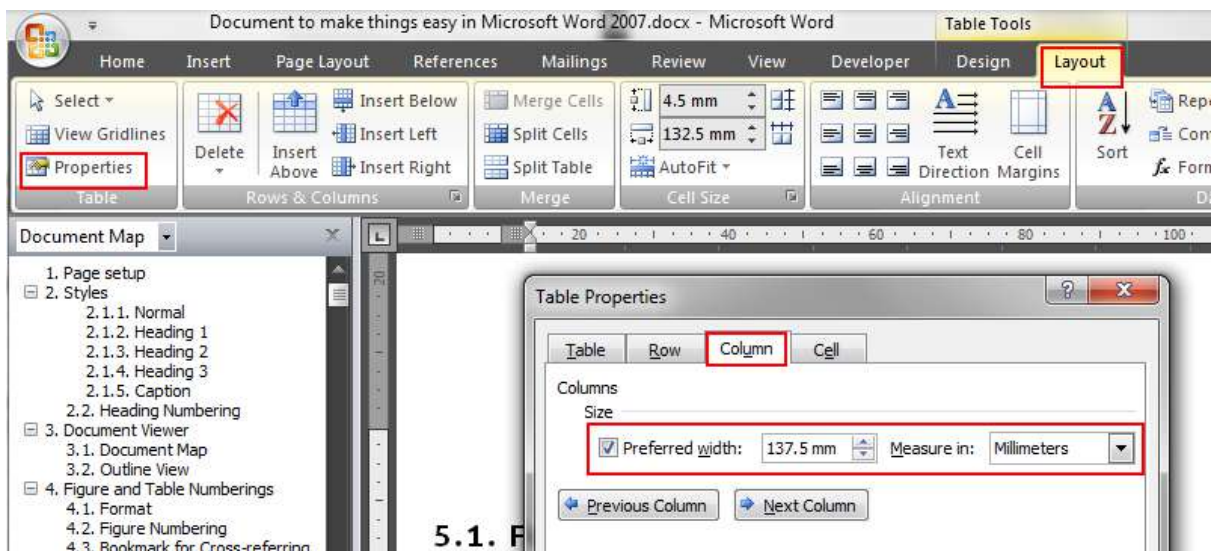 Document to make things easy in Microsoft Word 2007.docx - Microsoft Word
Table Tools
Home Insert Page Layout References Mailings Review View Developer Design Layout
Select
View Gridlines
Properties
Table
Delete
Insert Above
Insert Below
Insert Left
Insert Right
Rows & Columns
Merge Cells
Split Cells
Split Table
Merge
4.5 mm
132.5 mm
AutoFit
Cell Size
Text Direction
Cell Margins
Alignment
A
Z
Sort
Document Map
L
20 40 60 80 100
1. Page setup
2. Styles
2.1.1. Normal
2.1.2. Heading 1
2.1.3. Heading 2
2.1.4. Heading 3
2.1.5. Caption
2.2. Heading Numbering
3. Document Viewer
3.1. Document Map
3.2. Outline View
4. Figure and Table Numberings
4.1. Format
4.2. Figure Numbering
4.3. Bookmark for Cross-referring
5.1. F
Table Properties
Table Row Column Cell
Columns
Size
Preferred width: 137.5 mm Measure in: Millimeters
Previous Column Next Column